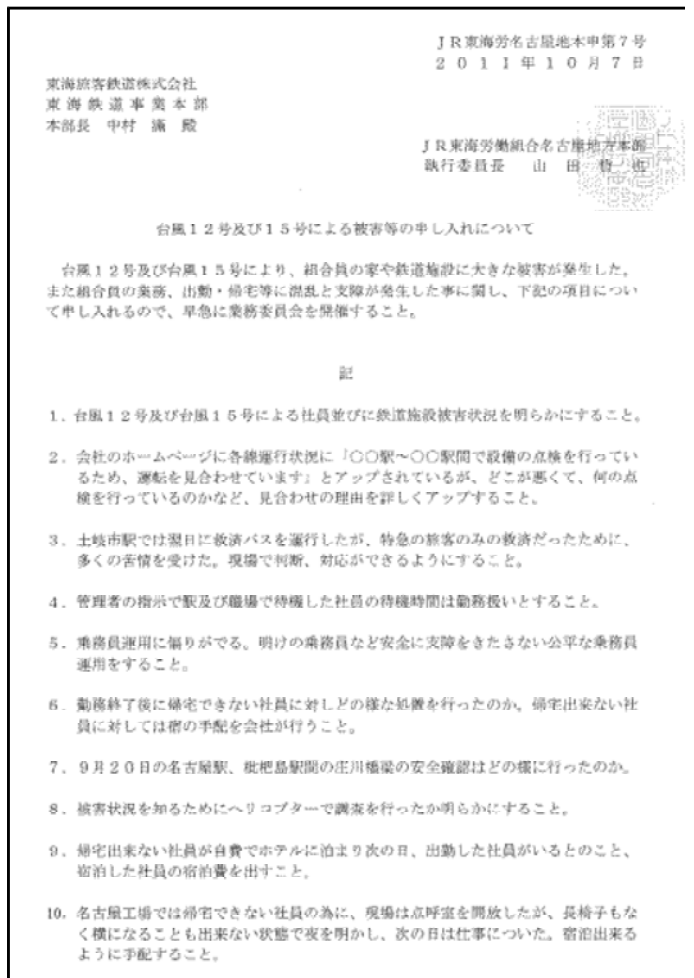 JR東海労名古屋地本申第7号
2011年10月7日
東海旅客鉄道株式会社
東海鉄道事業本部
本部長 中村 満 殿
JR東海労働組合名古屋地方本部
執行委員長 山田哲也
台風12号及び15号による被害等の申し入れについて
台風12号及び台風15号により、組合員の家や鉄道施設に大きな被害が発生した。
また組合員の業務、出勤・帰宅等に混乱と支障が発生した事に関し、下記の項目につい
て申し入れるので、早急に業務委員会を開催すること。
記
1．台風12号及び台風15号による社員並びに鉄道施設被害状況を明らかにすること。
2．会社のホームページに各線運行状況に「〇〇駅～〇〇駅間で設備の点検を行ってい
るため、運転を見合わせています」とアップされているが、どこが悪くて、何の点
検を行っているのかなど、見合わせの理由を詳しくアップすること。
3．土岐市駅では翌日に救済バスを運行したが、特急の旅客のみの救済だったために、
多くの苦情を受けた。現場で判断、対応ができるようにすること。
4．管理者の指示で駅及び職場で待機した社員の待機時間は勤務扱いとすること。
5．乗務員運用に偏りがでる。明けの乗務員など安全に支障をきたさない公平な乗務員
運用をすること。
6．勤務終了後に帰宅できない社員に対しどの様な処置を行ったのか。帰宅出来ない社
員に対しては宿の手配を会社が行うこと。
7．9月20日の名古屋駅、枇杷島駅間の庄川橋梁の安全確認はどの様に行ったのか。
8．被害状況を知るためにヘリコプターで調査を行ったか明らかにすること。
9．帰宅出来ない社員が自費でホテルに泊まり次の日、出勤した社員がいるとのこと、
宿泊した社員の宿泊費を出すこと。
10．名古屋工場では帰宅できない社員の為に、現場は点呼室を開放したが、長椅子もな
く横になることも出来ない状態で夜を明かし、次の日は仕事についた。宿泊出来る
ように手配すること。